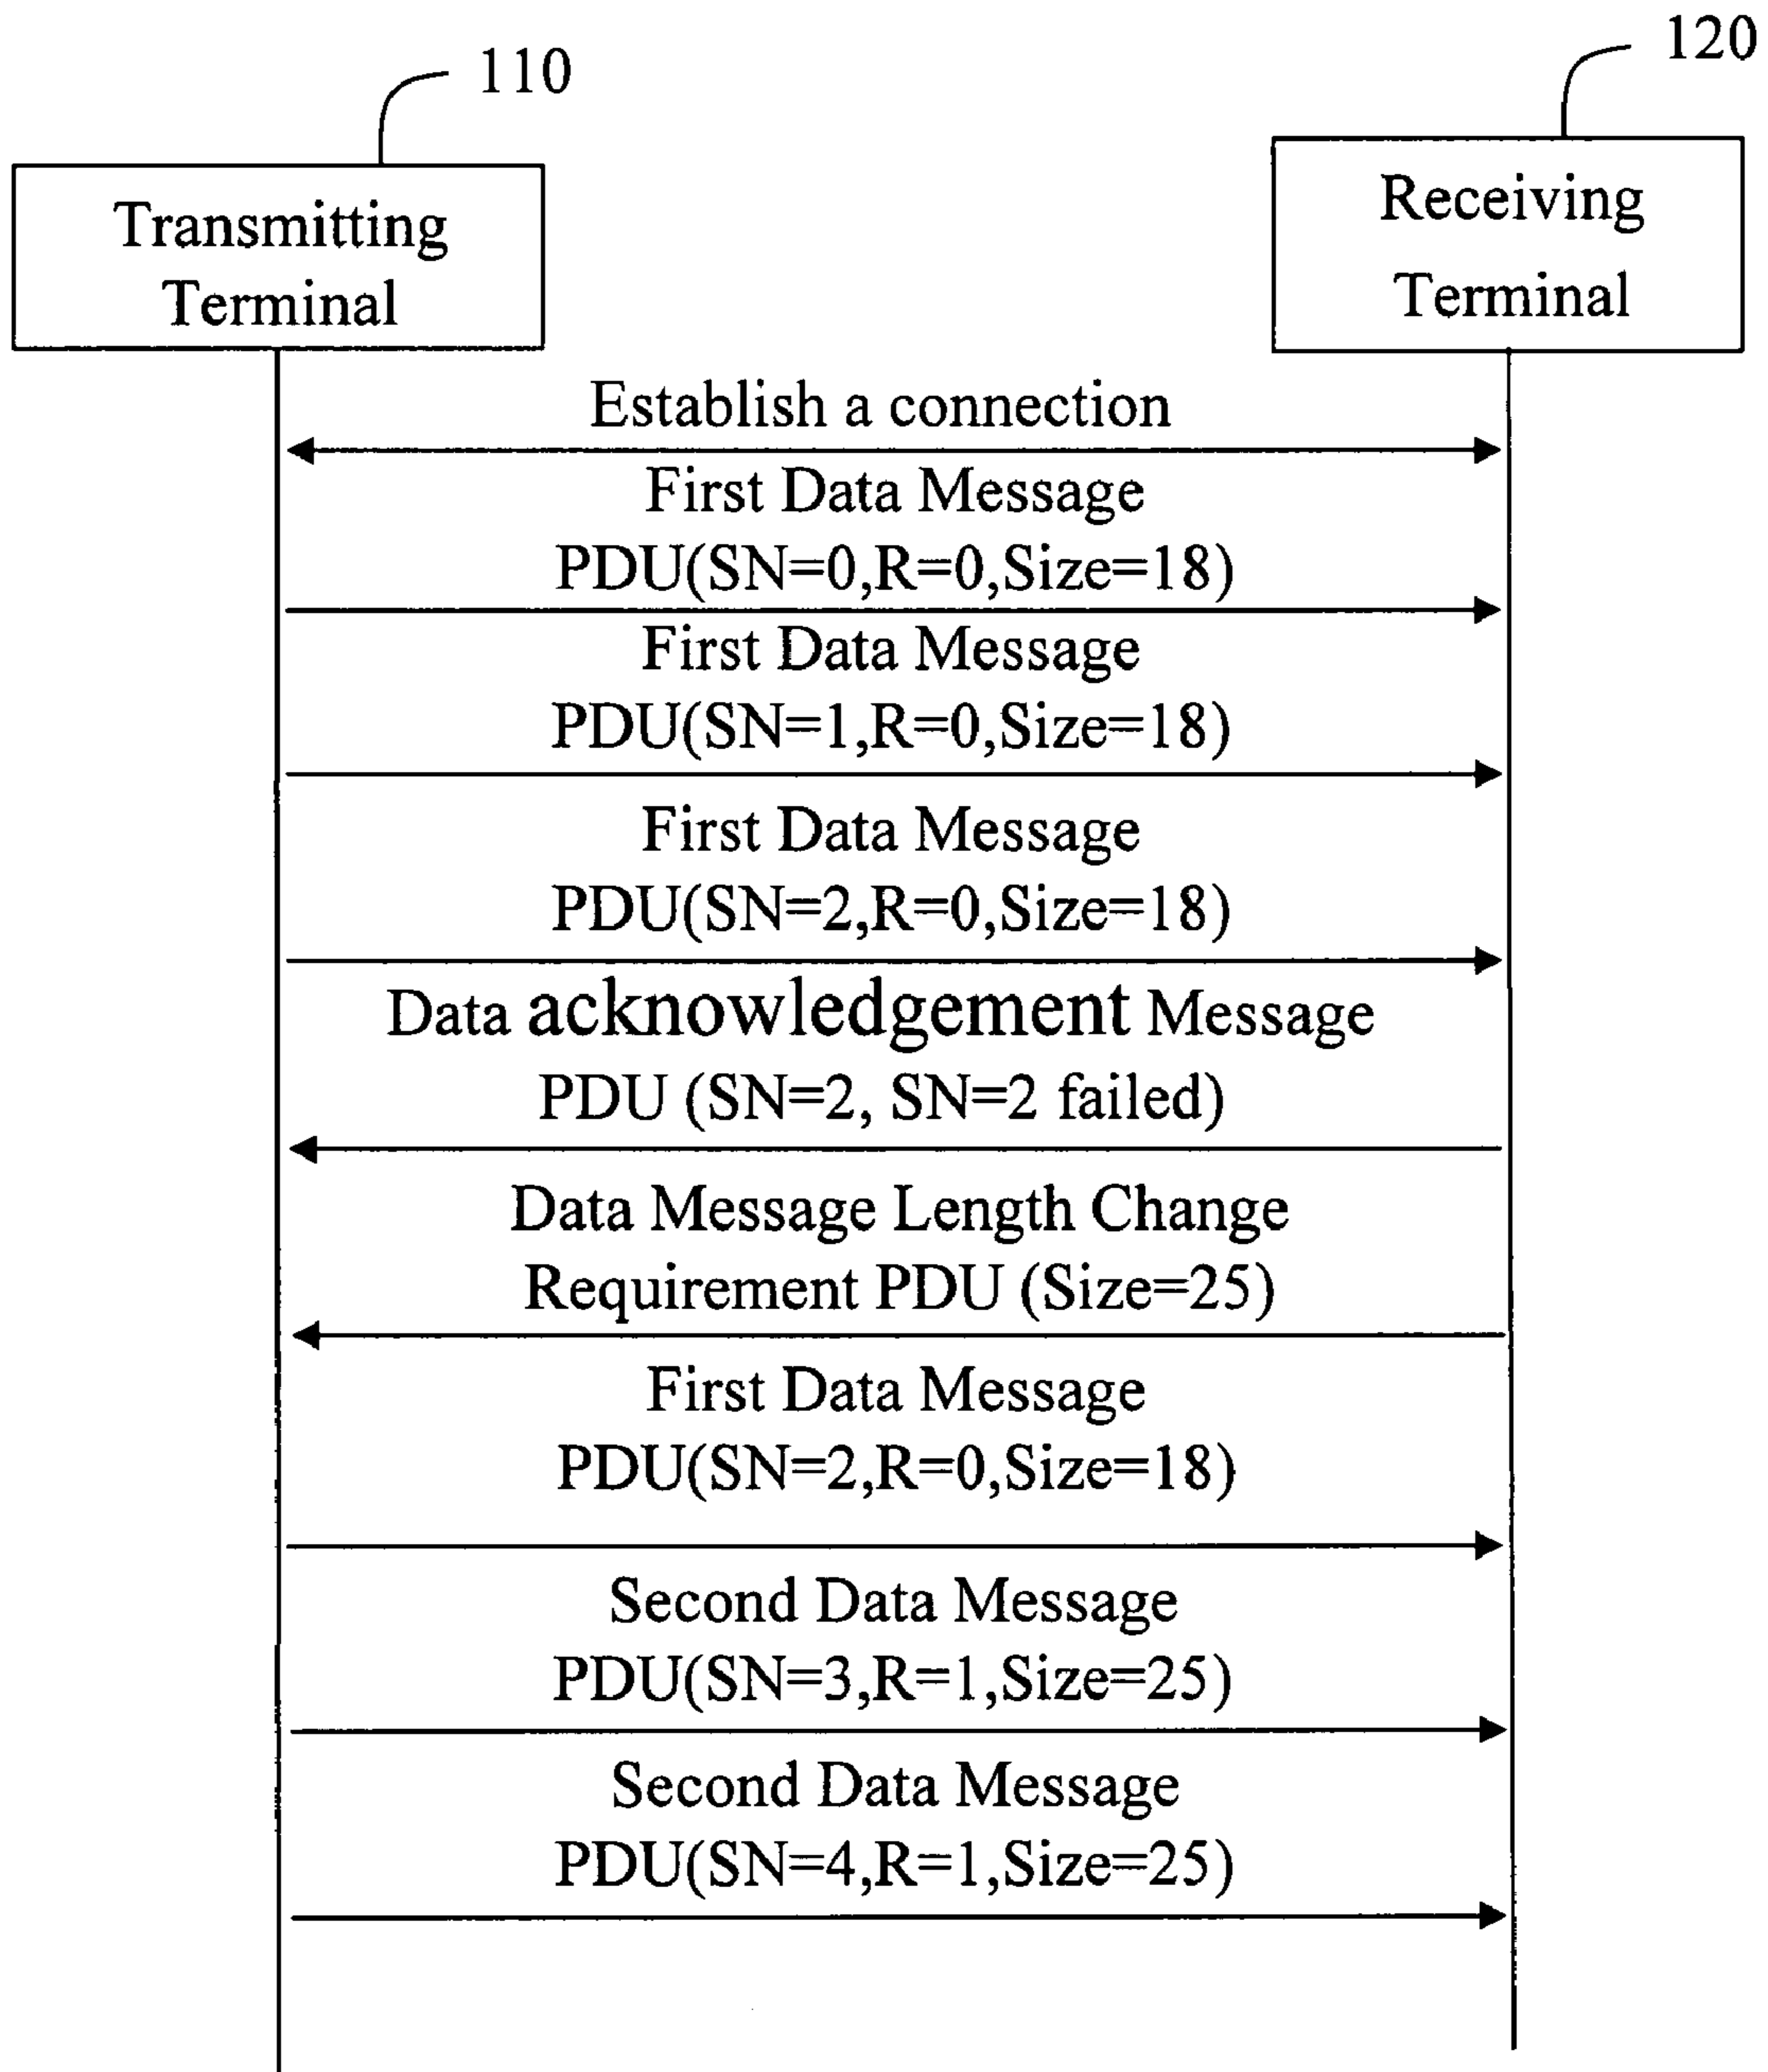 110
120
Transmitting
Terminal
Receiving
Terminal
Establish a connection
First Data Message
PDU(SN=0,R=0,Size=18)
First Data Message
PDU(SN=1,R=0,Size=18)
First Data Message
PDU(SN=2,R=0,Size=18)
Data acknowledgement Message
PDU (SN=2, SN=2 failed)
Data Message Length Change
Requirement PDU (Size=25)
First Data Message
PDU(SN=2,R=0,Size=18)
Second Data Message
PDU(SN=3,R=1,Size=25)
Second Data Message
PDU(SN=4,R=1,Size=25)